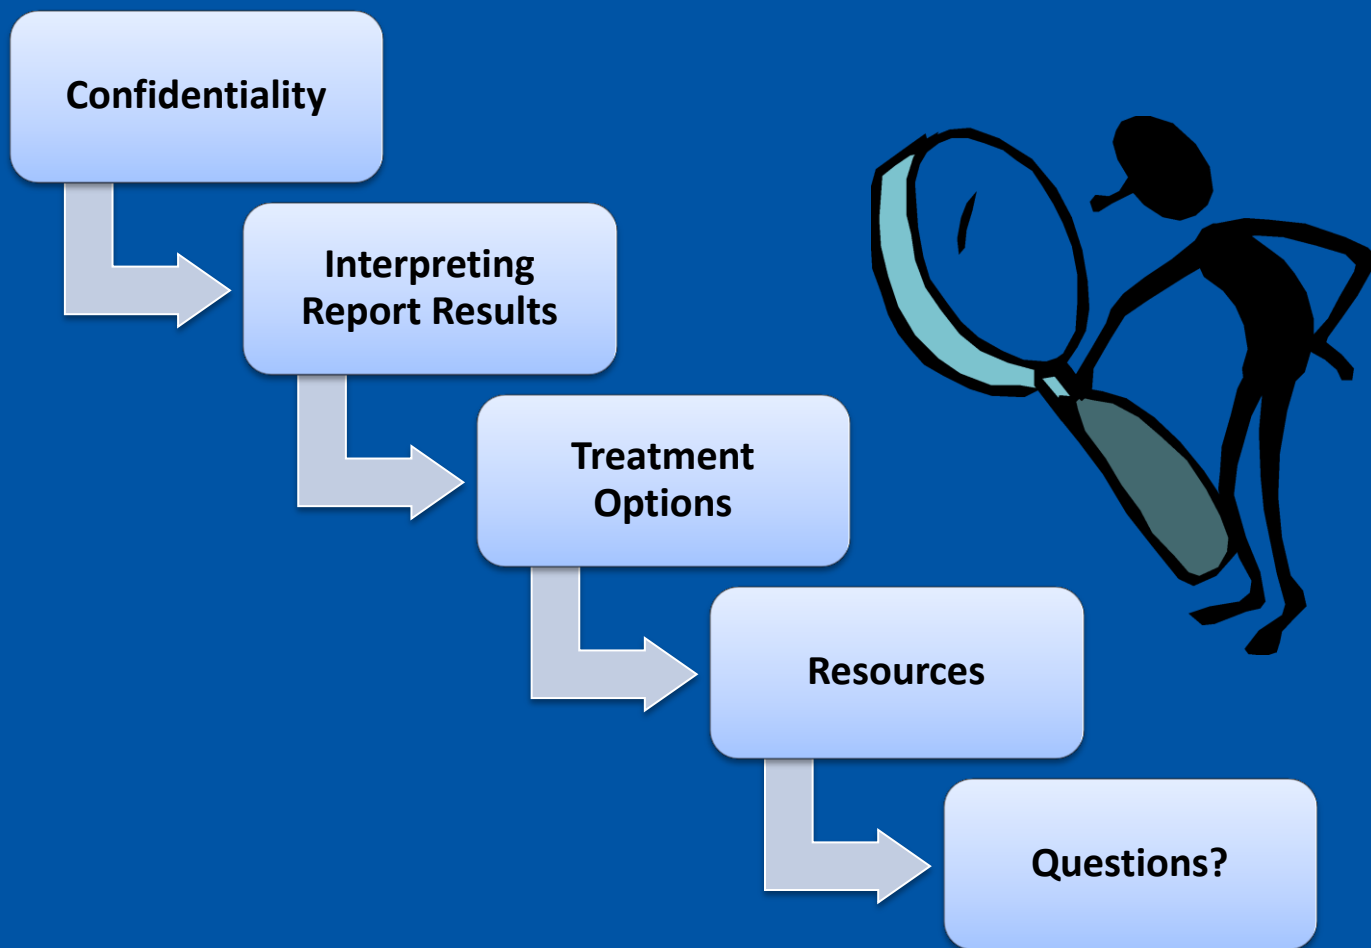 Confidentiality
Interpreting
Report Results
Treatment
Options
Resources
Questions?